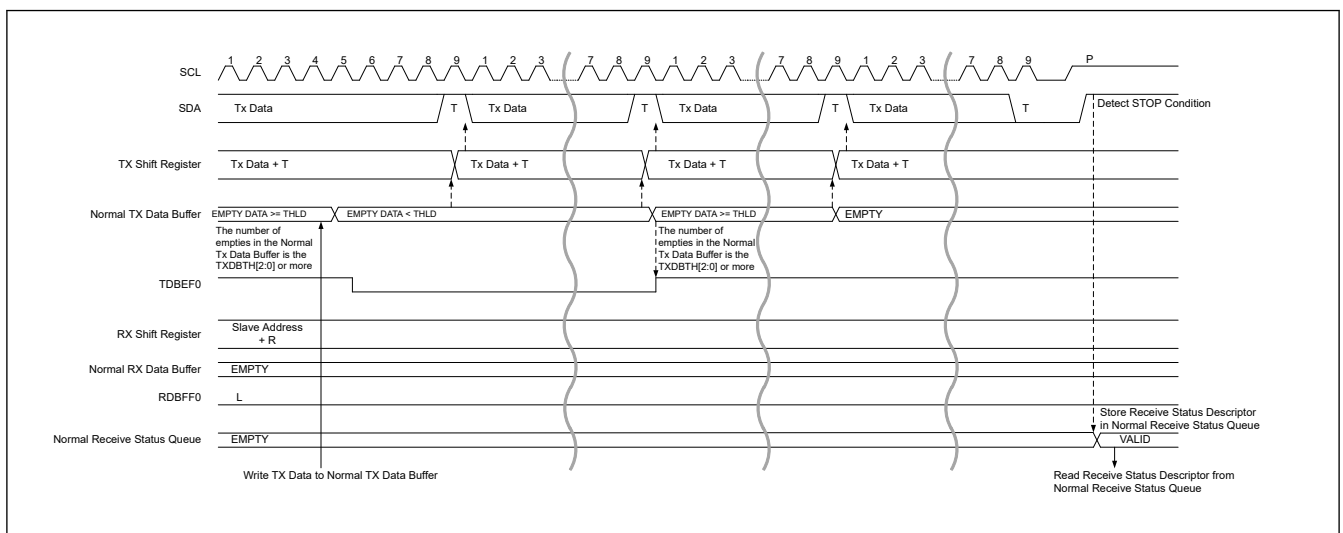 SCL 1 2 3 4 5 6 7 8 9 1 2 3 7 8 9 1 2 3 7 8 9 1 2 3 7 8 9 P
SDA Tx Data T Tx Data T Tx Data T Tx Data T Detect STOP Condition
TX Shift Register Tx Data + T Tx Data + T Tx Data + T Tx Data + T
Normal TX Data Buffer EMPTY DATA >= THLD EMPTY DATA < THLD EMPTY DATA >= THLD EMPTY
The number of
empties in the Normal
Tx Data Buffer is the
TXDBTH[2:0] or more
The number of
empties in the Normal
Tx Data Buffer is the
TXDBTH[2:0] or more
TDBEF0
RX Shift Register Slave Address
+ R
Normal RX Data Buffer EMPTY
RDBFF0 L
Store Receive Status Descriptor
in Normal Receive Status Queue
Normal Receive Status Queue EMPTY VALID
Write TX Data to Normal TX Data Buffer
Read Receive Status Descriptor from
Normal Receive Status Queue